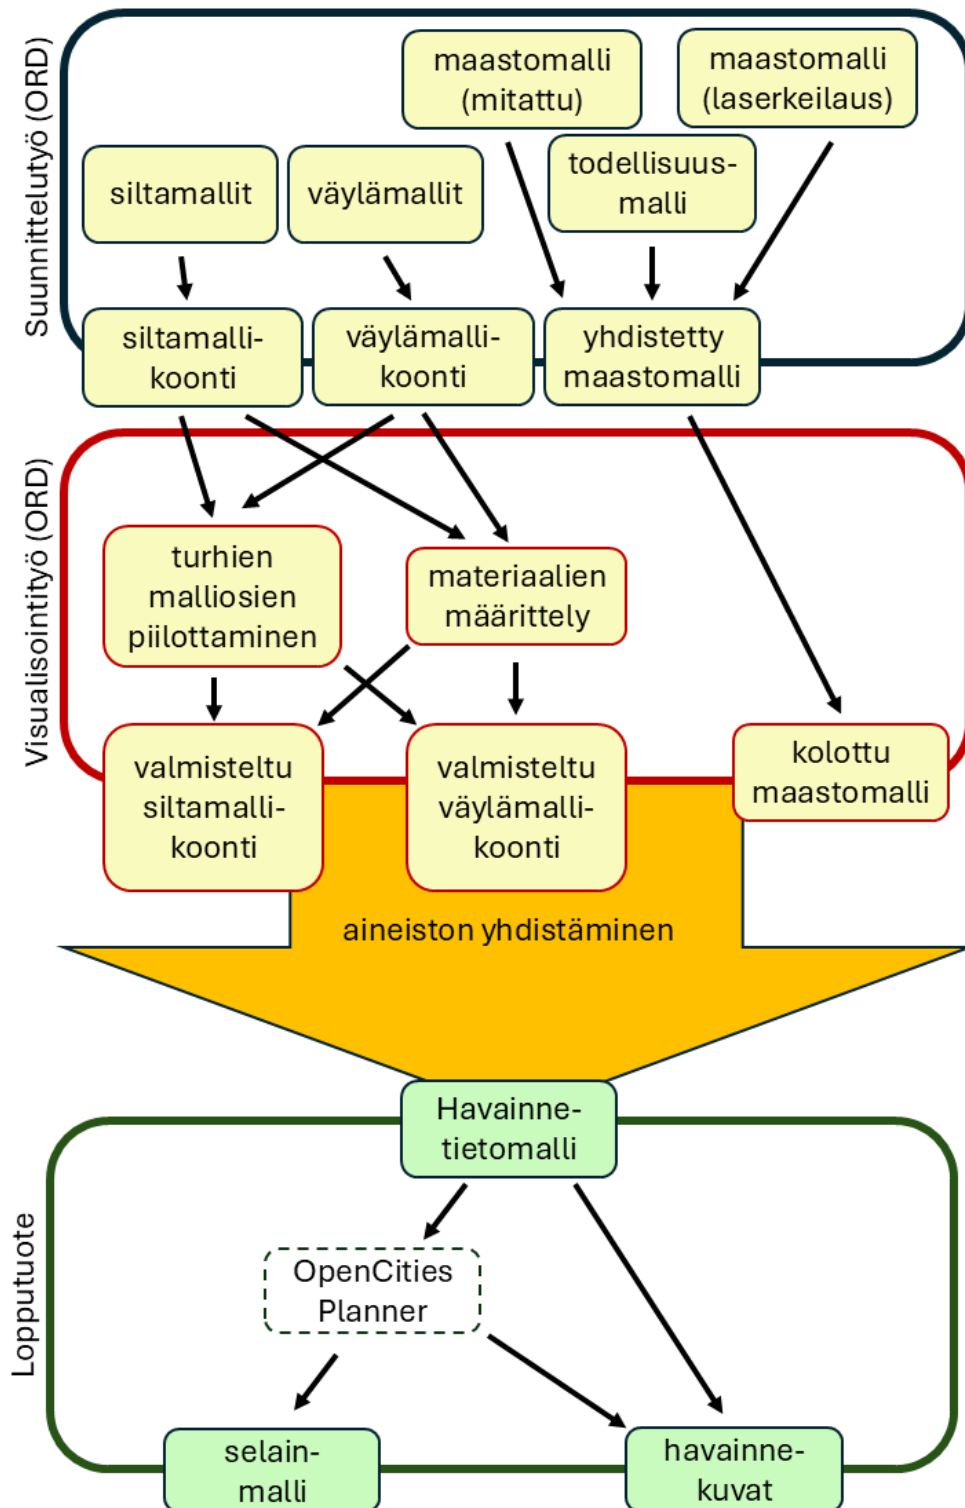 Suunnittelutyö (ORD)
maastomalli
(mitattu)
maastomalli
(laserkeilaus)
todellisuus-
malli
siltamallit
väylämallit
siltamalli-
koonti
väylämalli-
koonti
yhdistetty
maastomalli
Visualisointityö (ORD)
turhien
malliosien
piilottaminen
materiaalien
määrittely
valmisteltu
siltamalli-
koonti
valmisteltu
väylämalli-
koonti
kolottu
maastomalli
aineiston yhdistäminen
Lopputuote
Havainne-
tietomalli
OpenCities
Planner
selain-
malli
havainne-
kuvat